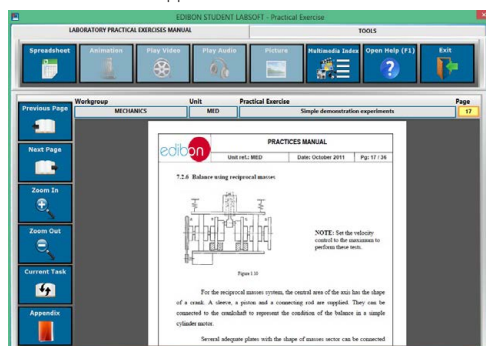 EDIBON STUDENT LABSOFT - Practical Exercise
LABORATORY PRACTICAL EXERCISES MANUAL
TOOLS
Spreadsheet
Animation
Play Video
Play Audio
Picture
Multimedia Index
Open Help (F1)
Exit
Workgroup
Unit
Practical Exercise
Page
MECHANICS
MED
Simple demonstration experiments
17
Previous Page
Next Page
Zoom In
Zoom Out
Current Task
Appendix
edibon
PRACTICES MANUAL
Unit ref.: MED
Date: October 2011
Pg: 17 / 36
7.2.6 Balance using reciprocal masses.
NOTE: Set the velocity
control to the maximum to
perform these tests.
For the reciprocal masses system, the central area of the axis has the shape
of a crank. A sleeve, a piston and a connecting rod are supplied. They can be
connected to the crankshaft to represent the condition of the balance in a simple
cylinder motor.
Several adequate plates with the shape of masses sector can be connected